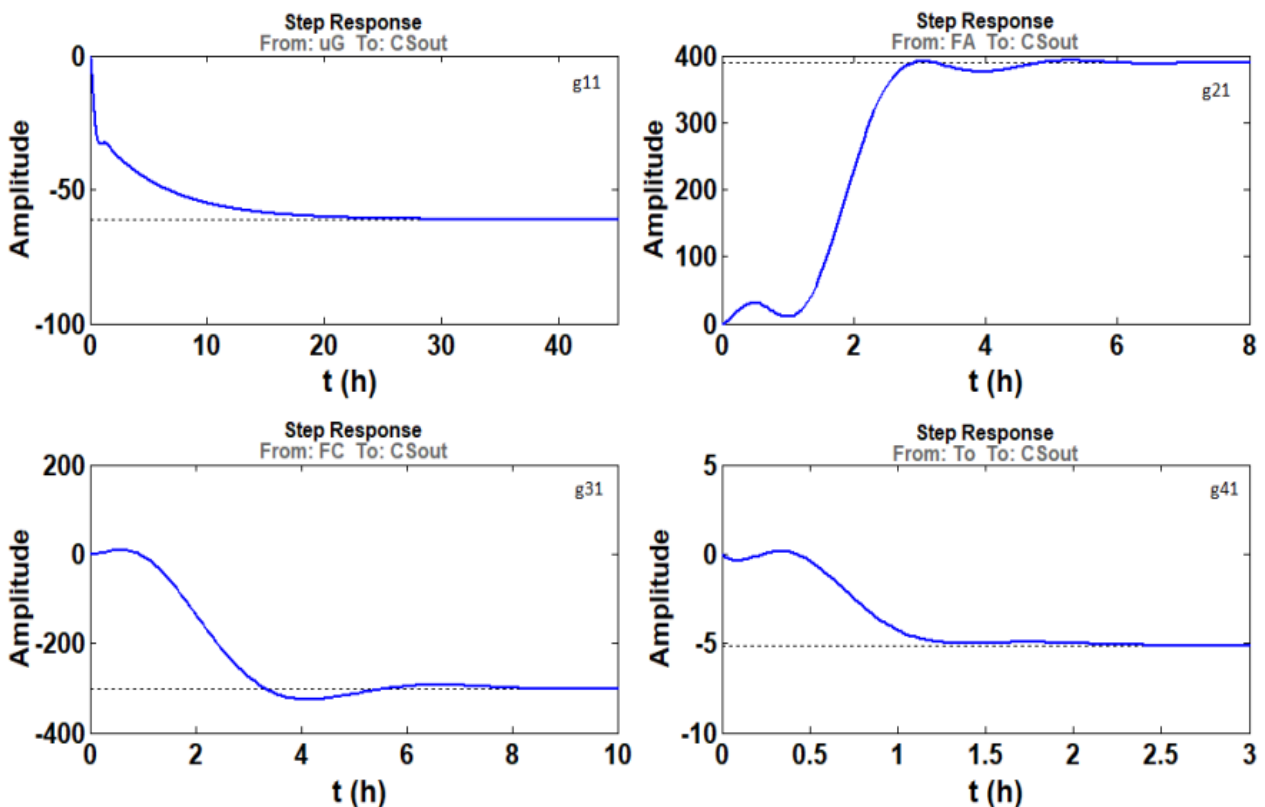 Step Response
From: uG To: CSout
g11
0
-50
-100
Amplitude
0 10 20 30 40
t (h)
Step Response
From: FA To: CSout
g21
400
300
200
100
0
Amplitude
0 2 4 6 8
t (h)
Step Response
From: FC To: CSout
g31
200
0
-200
-400
Amplitude
0 2 4 6 8 10
t (h)
Step Response
From: To To: CSout
g41
5
0
-5
-10
Amplitude
0 0.5 1 1.5 2 2.5 3
t (h)